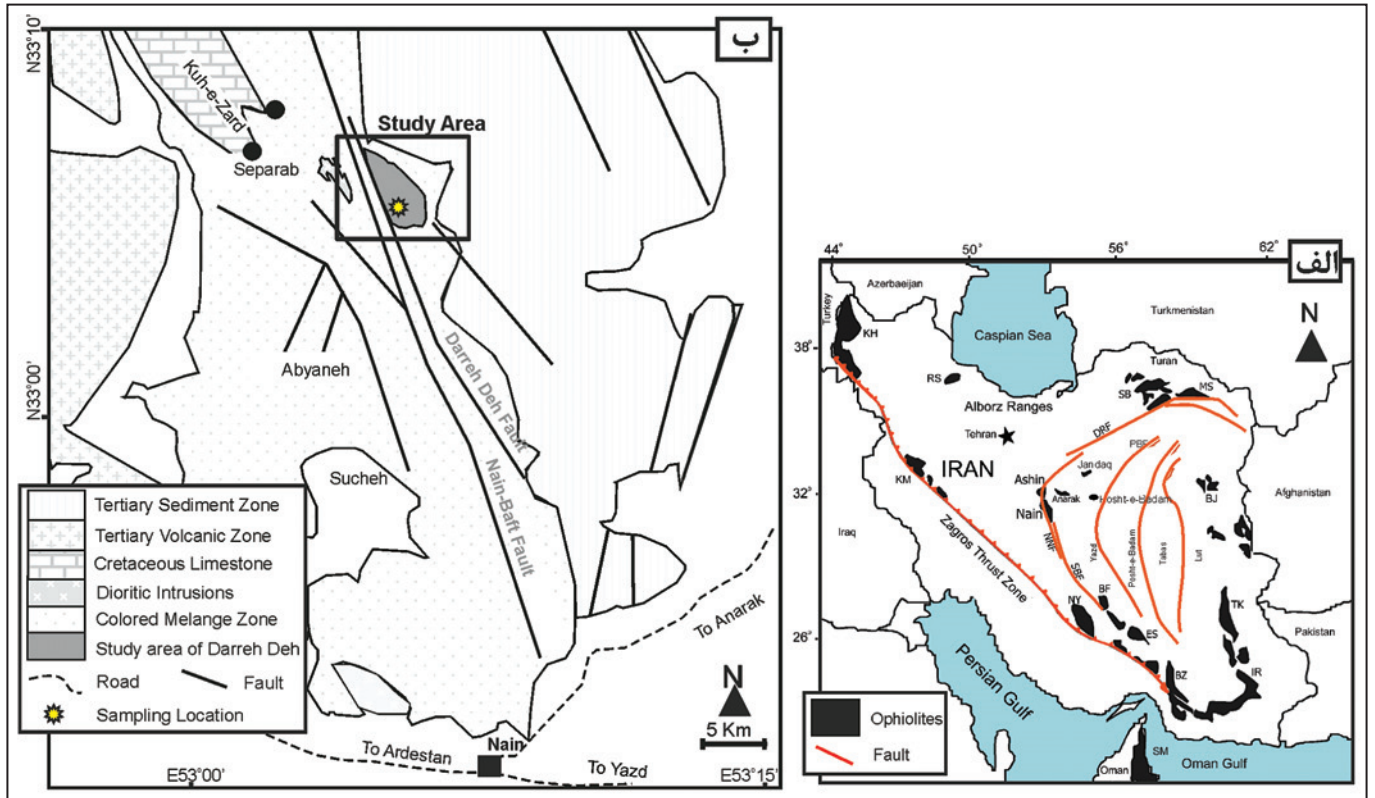 ب
N33°10'
Kuh-e-Zard
Separab
Study Area
Abyaneh
N33°00'
Sucheh
Darreh Deh Fault
Nain-Baft Fault
Tertiary Sediment Zone
Tertiary Volcanic Zone
Cretaceous Limestone
Dioritic Intrusions
Colored Melange Zone
Study area of Darreh Deh
Road
Fault
Sampling Location
To Anarak
N
5 Km
Nain
To Ardestan
To Yazd
E53°00'
E53°15'
الف
44°
50°
56°
62°
38°
32°
26°
Azerbaeijan
Turkey
KH
Caspian Sea
Turkmenistan
N
Turan
RS
SB
MS
Alborz Ranges
Tehran
DRF
PBF
IRAN
Jandaq
KM
Ashin
Anarak
Posht-e-Badam
BJ
Afghanistan
Nain
Iraq
Zagros Thrust Zone
NNF
Yazd
Posht-e-Badam
Tabas
Lut
SBF
NY
BF
ES
TK
Pakistan
BZ
IR
Persian Gulf
Ophiolites
Fault
SM
Oman
Oman Gulf